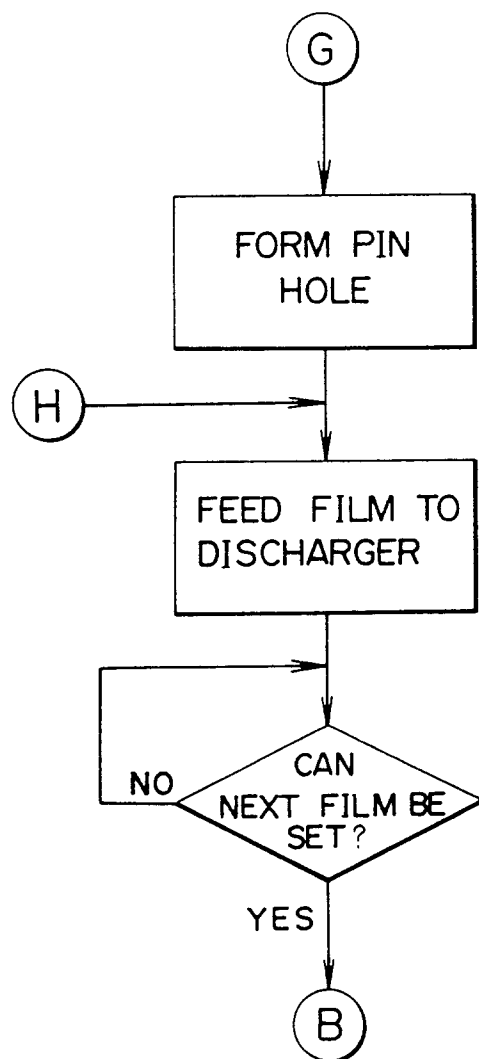 G
FORM PIN
HOLE
H
FEED FILM TO
DISCHARGER
CAN
NEXT FILM BE
SET?
NO
YES
B